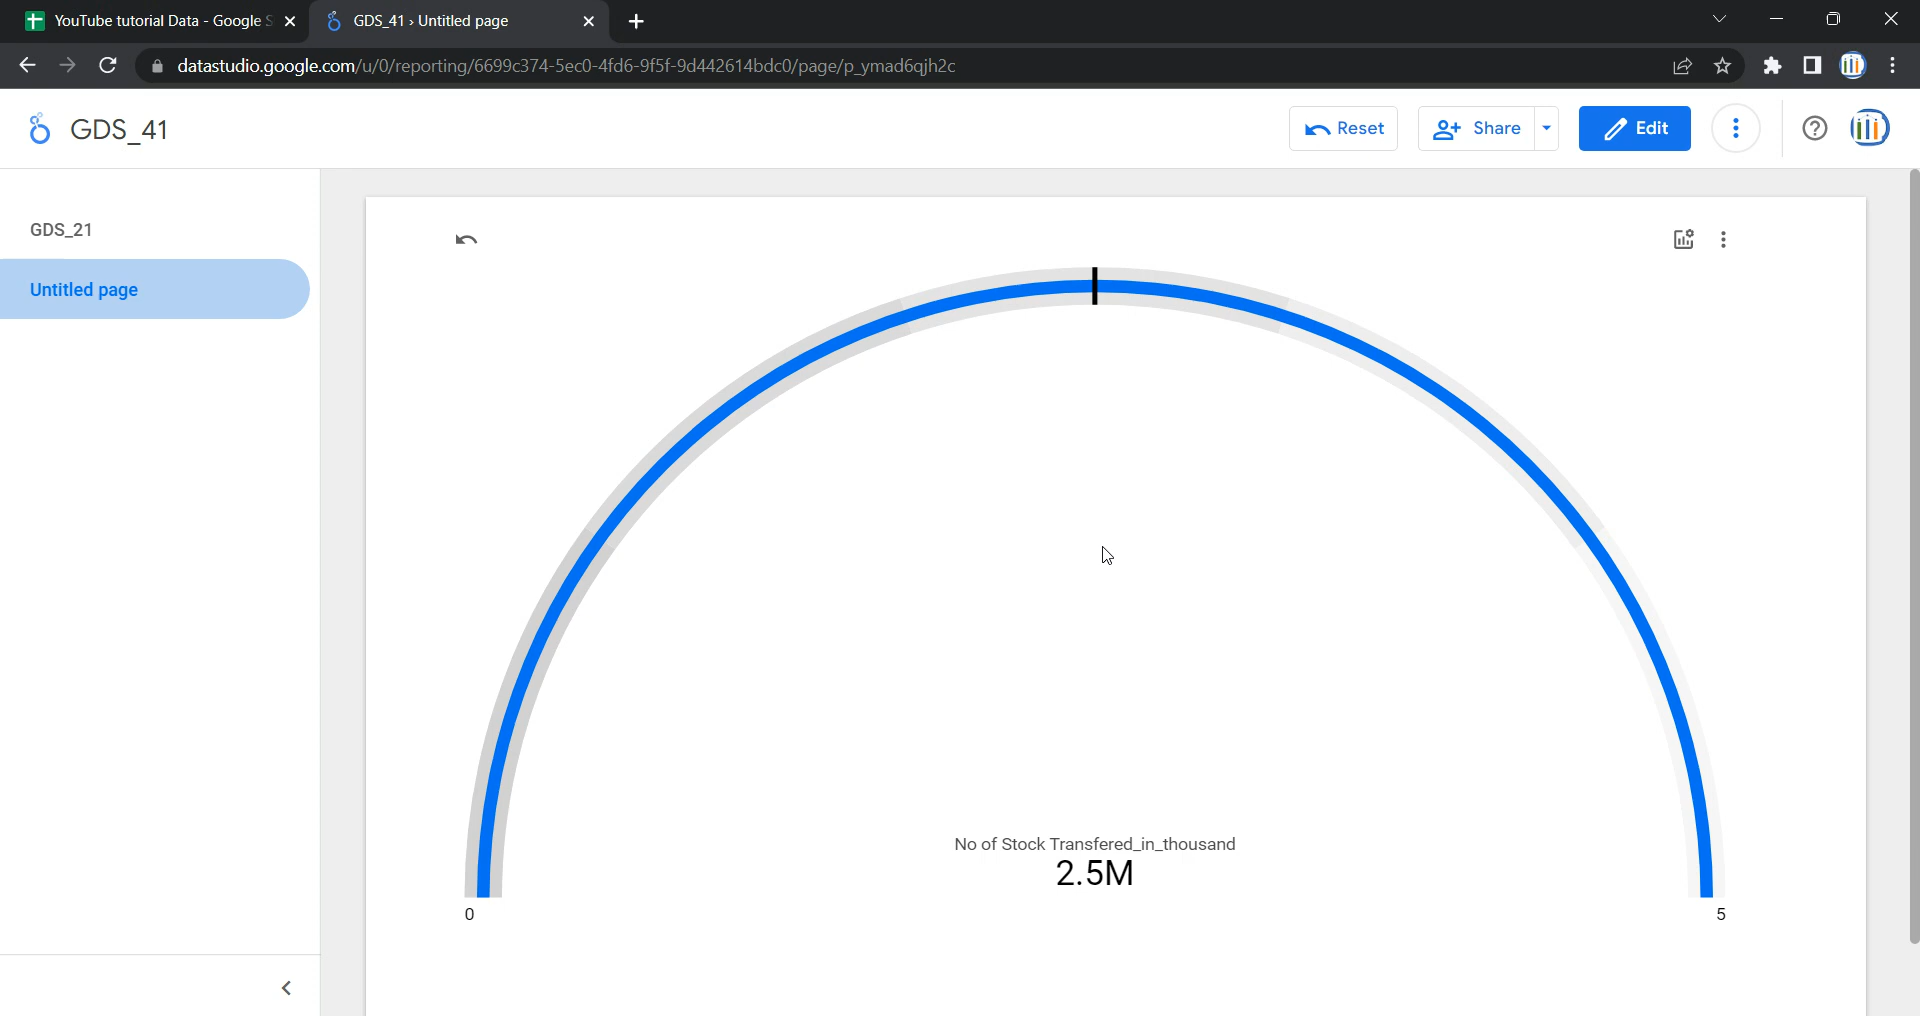 YouTube tutorial Data - Google S
GDS_41 › Untitled page
datastudio.google.com/u/0/reporting/6699c374-5ec0-4fd6-9f5f-9d442614bdc0/page/p_ymad6qjh2c
GDS_41
Reset
Share
Edit
GDS_21
Untitled page
No of Stock Transfered_in_thousand
2.5M
0
5